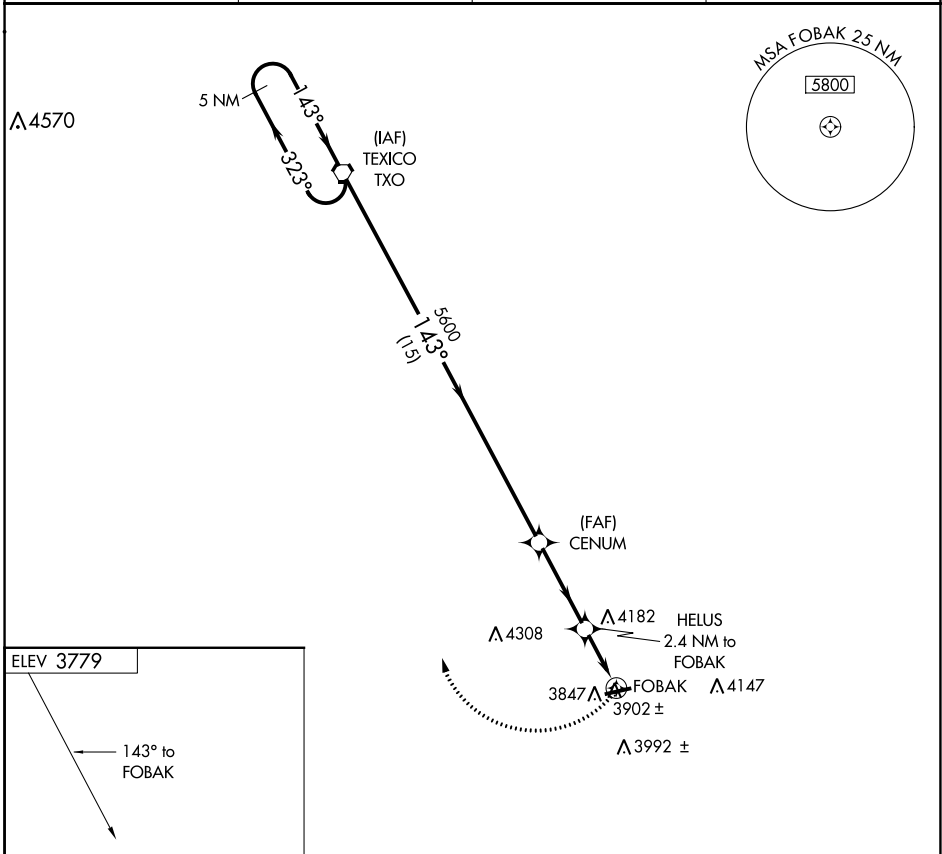 MSA FOBAK 25 NM
5800
5 NM
143°
323°
4570
(IAF)
TEXICO
TXO
5600
143°
(15)
(FAF)
CENUM
4182
HELUS
2.4 NM to
FOBAK
4308
3847
FOBAK
4147
3902 ±
3992 ±
ELEV 3779
143° to
FOBAK